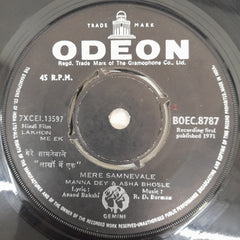 TRADE MARK
ODEON
Regd. Trade Mark of The Gramophone Co., Ltd.
45 R.P.M.
7XCEI.13597
Hindi Film
LAKHON
ME EK
BOEC.8787
Recording first
published 1971
मेरे सामनेवाले
"लाखों में एक"
MERE SAMNEVALE
MANNA DEY & ASHA BHOSLE
Lyric:
Anand Bakshi
Music:
R. D. Burman
GEMINI